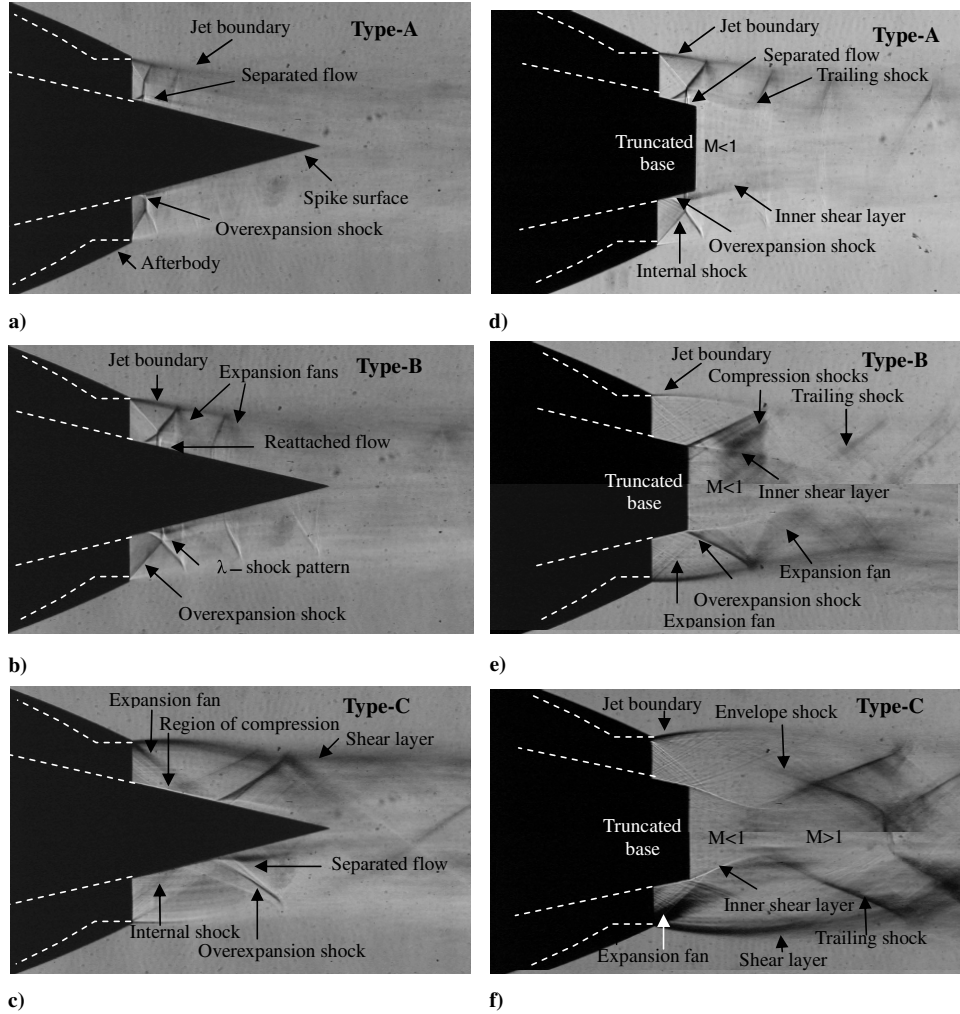 Jet boundary
Type-A
Separated flow
Spike surface
Overexpansion shock
Afterbody
a)
Type-A
Jet boundary
Separated flow
Trailing shock
Truncated
base
M<1
Inner shear layer
Overexpansion shock
Internal shock
d)
Type-B
Jet boundary
Expansion fans
Reattached flow
λ – shock pattern
Overexpansion shock
b)
Jet boundary
Type-B
Compression shocks
Trailing shock
Truncated
base
M<1
Inner shear layer
Expansion fan
Overexpansion shock
Expansion fan
e)
Expansion fan
Type-C
Region of compression
Shear layer
Separated flow
Internal shock
Overexpansion shock
c)
Jet boundary
Envelope shock
Type-C
Truncated
base
M<1
M>1
Inner shear layer
Trailing shock
Expansion fan
Shear layer
f)